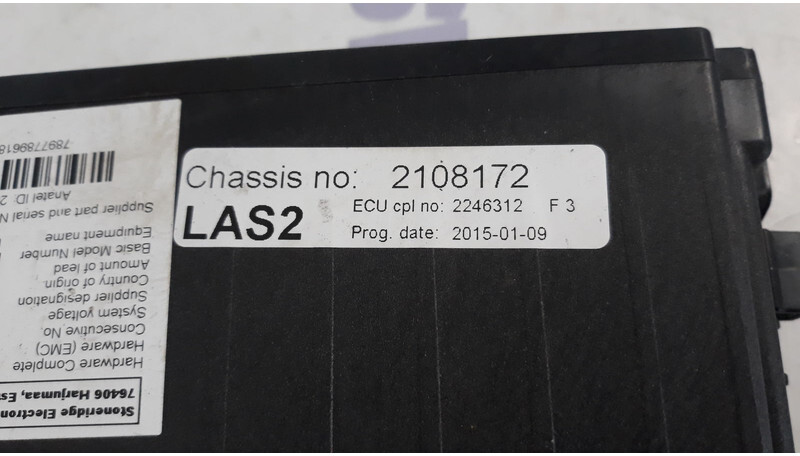 Chassis no: 2108172
LAS2
ECU cpl no: 2246312 F 3
Prog. date: 2015-01-09
Stoneridge Electron
76406 Harjumaa, Es
Hardware Complete
Hardware (EMC)
Consecutive No
System voltage
Supplier designation
Country of origin
Amount of lead
Basic Model Number
Equipment name
Supplier part and serial N
Anatel ID 2